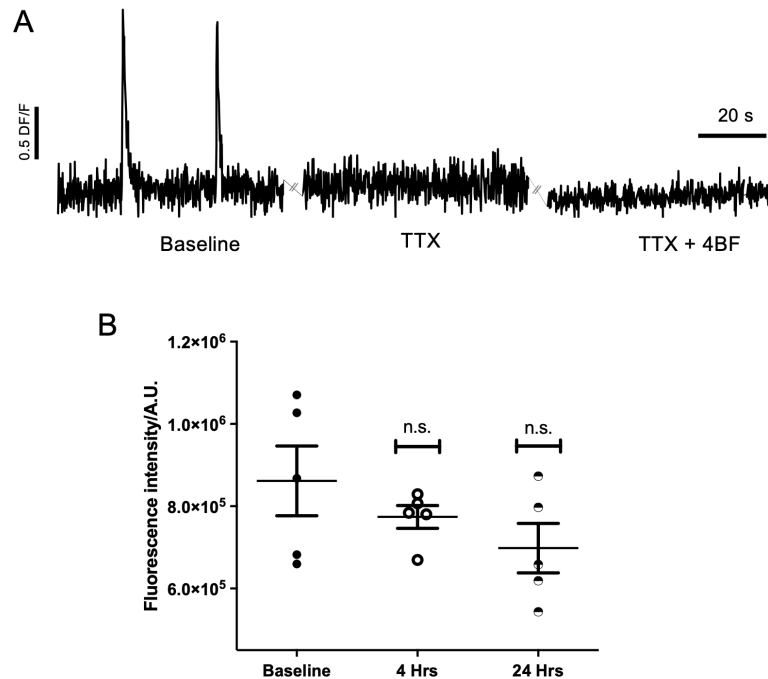 A
0.5 DF/F
20 s
Baseline
TTX
TTX + 4BF
B
Fluorescence intensity/A.U.
1.2×10⁶
1.0×10⁶
8.0×10⁵
6.0×10⁵
n.s.
n.s.
Baseline
4 Hrs
24 Hrs